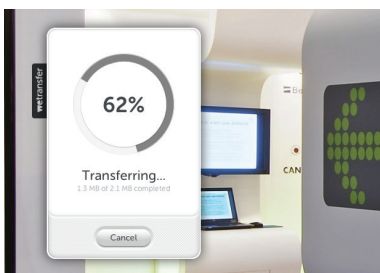 wetransfer
62%
Transferring...
1.3 MB of 2.1 MB completed
Cancel
CAN